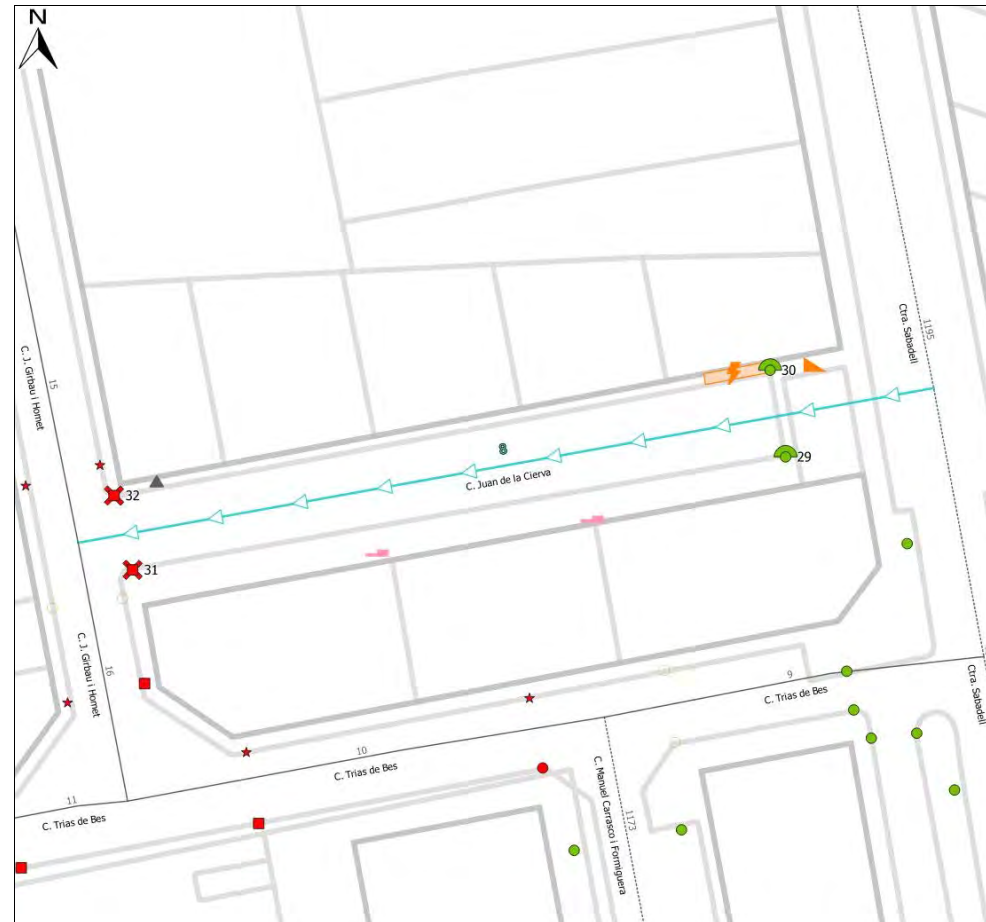 N
Ctra. Sabadell
1195
C. J. Girbau i Homet
15
30
8
29
C. Juan de la Cierva
32
31
C. J. Girbau i Homet
16
9
C. Trias de Bes
Ctra. Sabadell
10
C. Trias de Bes
C. Manuel Carrasco i Formiguera
1173
11
C. Trias de Bes